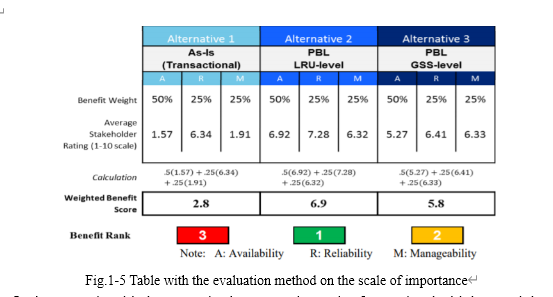 Alternative 1 Alternative 2 Alternative 3
As-Is (Transactional) PBL LRU-level PBL GSS-level
A R M A R M A R M
Benefit Weight 50% 25% 25% 50% 25% 25% 50% 25% 25%
Average Stakeholder Rating (1-10 scale) 1.57 6.34 1.91 6.92 7.28 6.32 5.27 6.41 6.33
Calculation .5(1.57) + .25(6.34) + .25(1.91) .5(6.92) + .25(7.28) + .25(6.32) .5(5.27) + .25(6.41) + .25(6.33)
Weighted Benefit Score 2.8 6.9 5.8
Benefit Rank 3 1 2
Note: A: Availability R: Reliability M: Manageability
Fig.1-5 Table with the evaluation method on the scale of importance